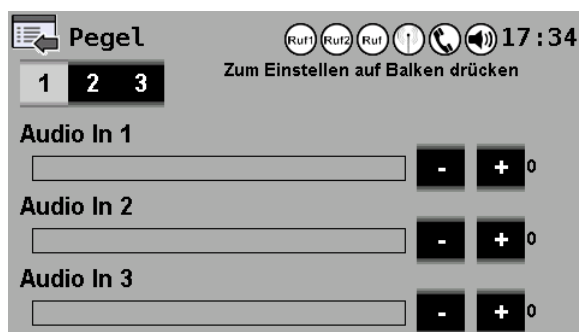 Pegel Ruf1 Ruf2 Ruf 17:34
Zum Einstellen auf Balken drücken
1 2 3
Audio In 1
- + 0
Audio In 2
- + 0
Audio In 3
- + 0